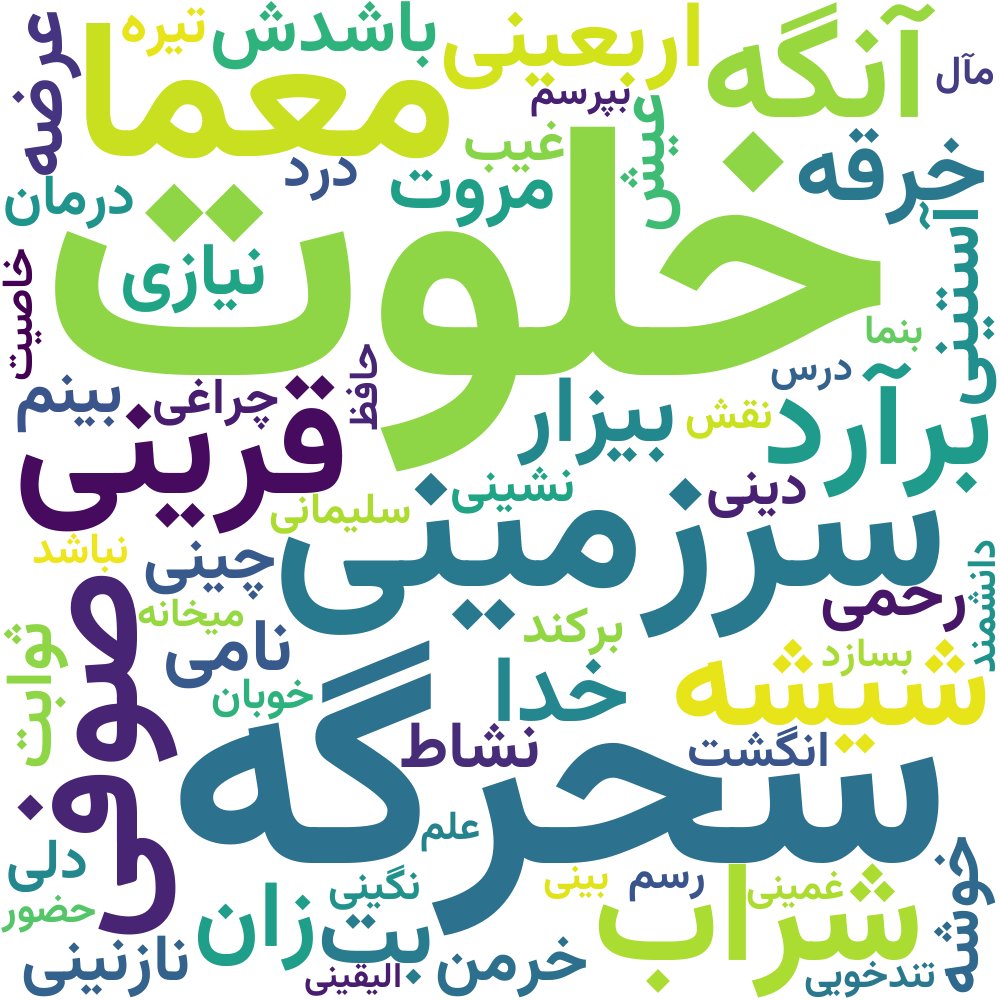 خلوت
سحرگه
سرزمینی
معما
آنگه
صوفی
قرینی
برآرد
شیشه
شراب
اربعینی
باشدش
تیره
عرضه
مآل
بپرسم
غیب
عیش
خرقه
درد
مروت
درمان
نیازی
آستینی
خاصیت
بنما
حافظ
درس
چراغی
بینم
بیزار
نقش
نشینی
دینی
سلیمانی
نباشد
چینی
دانشمند
رحمی
میخانه
برکند
ثوابت
نامی
بسازد
خوبان
خدا
نشاط
انگشت
علم
دلی
خوشه
نگینی
بینی
رسم
غمینی
حضور
زان
بت
نازنینی
الیقینی
خرمن
تندخویی